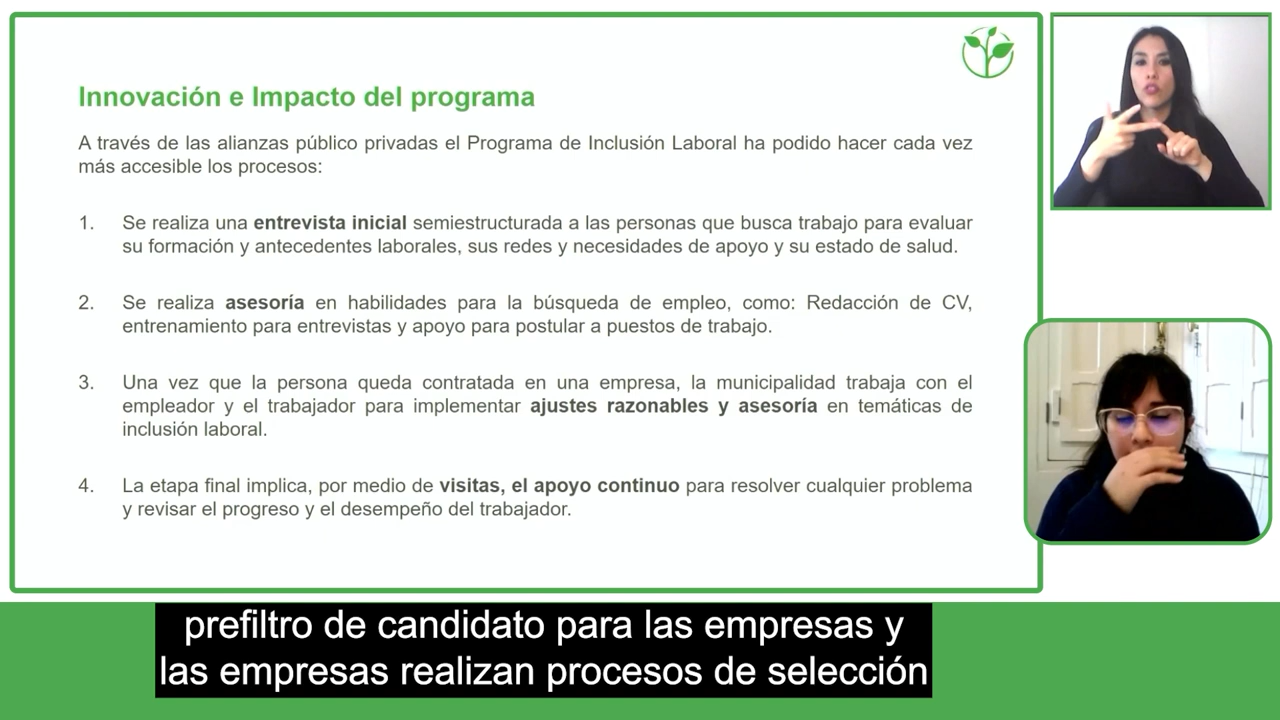 Innovación e Impacto del programa
A través de las alianzas público privadas el Programa de Inclusión Laboral ha podido hacer cada vez
más accesible los procesos:
1. Se realiza una entrevista inicial semiestructurada a las personas que busca trabajo para evaluar
su formación y antecedentes laborales, sus redes y necesidades de apoyo y su estado de salud.
2. Se realiza asesoría en habilidades para la búsqueda de empleo, como: Redacción de CV,
entrenamiento para entrevistas y apoyo para postular a puestos de trabajo.
3. Una vez que la persona queda contratada en una empresa, la municipalidad trabaja con el
empleador y el trabajador para implementar ajustes razonables y asesoría en temáticas de
inclusión laboral.
4. La etapa final implica, por medio de visitas, el apoyo continuo para resolver cualquier problema
y revisar el progreso y el desempeño del trabajador.
prefiltro de candidato para las empresas y
las empresas realizan procesos de selección